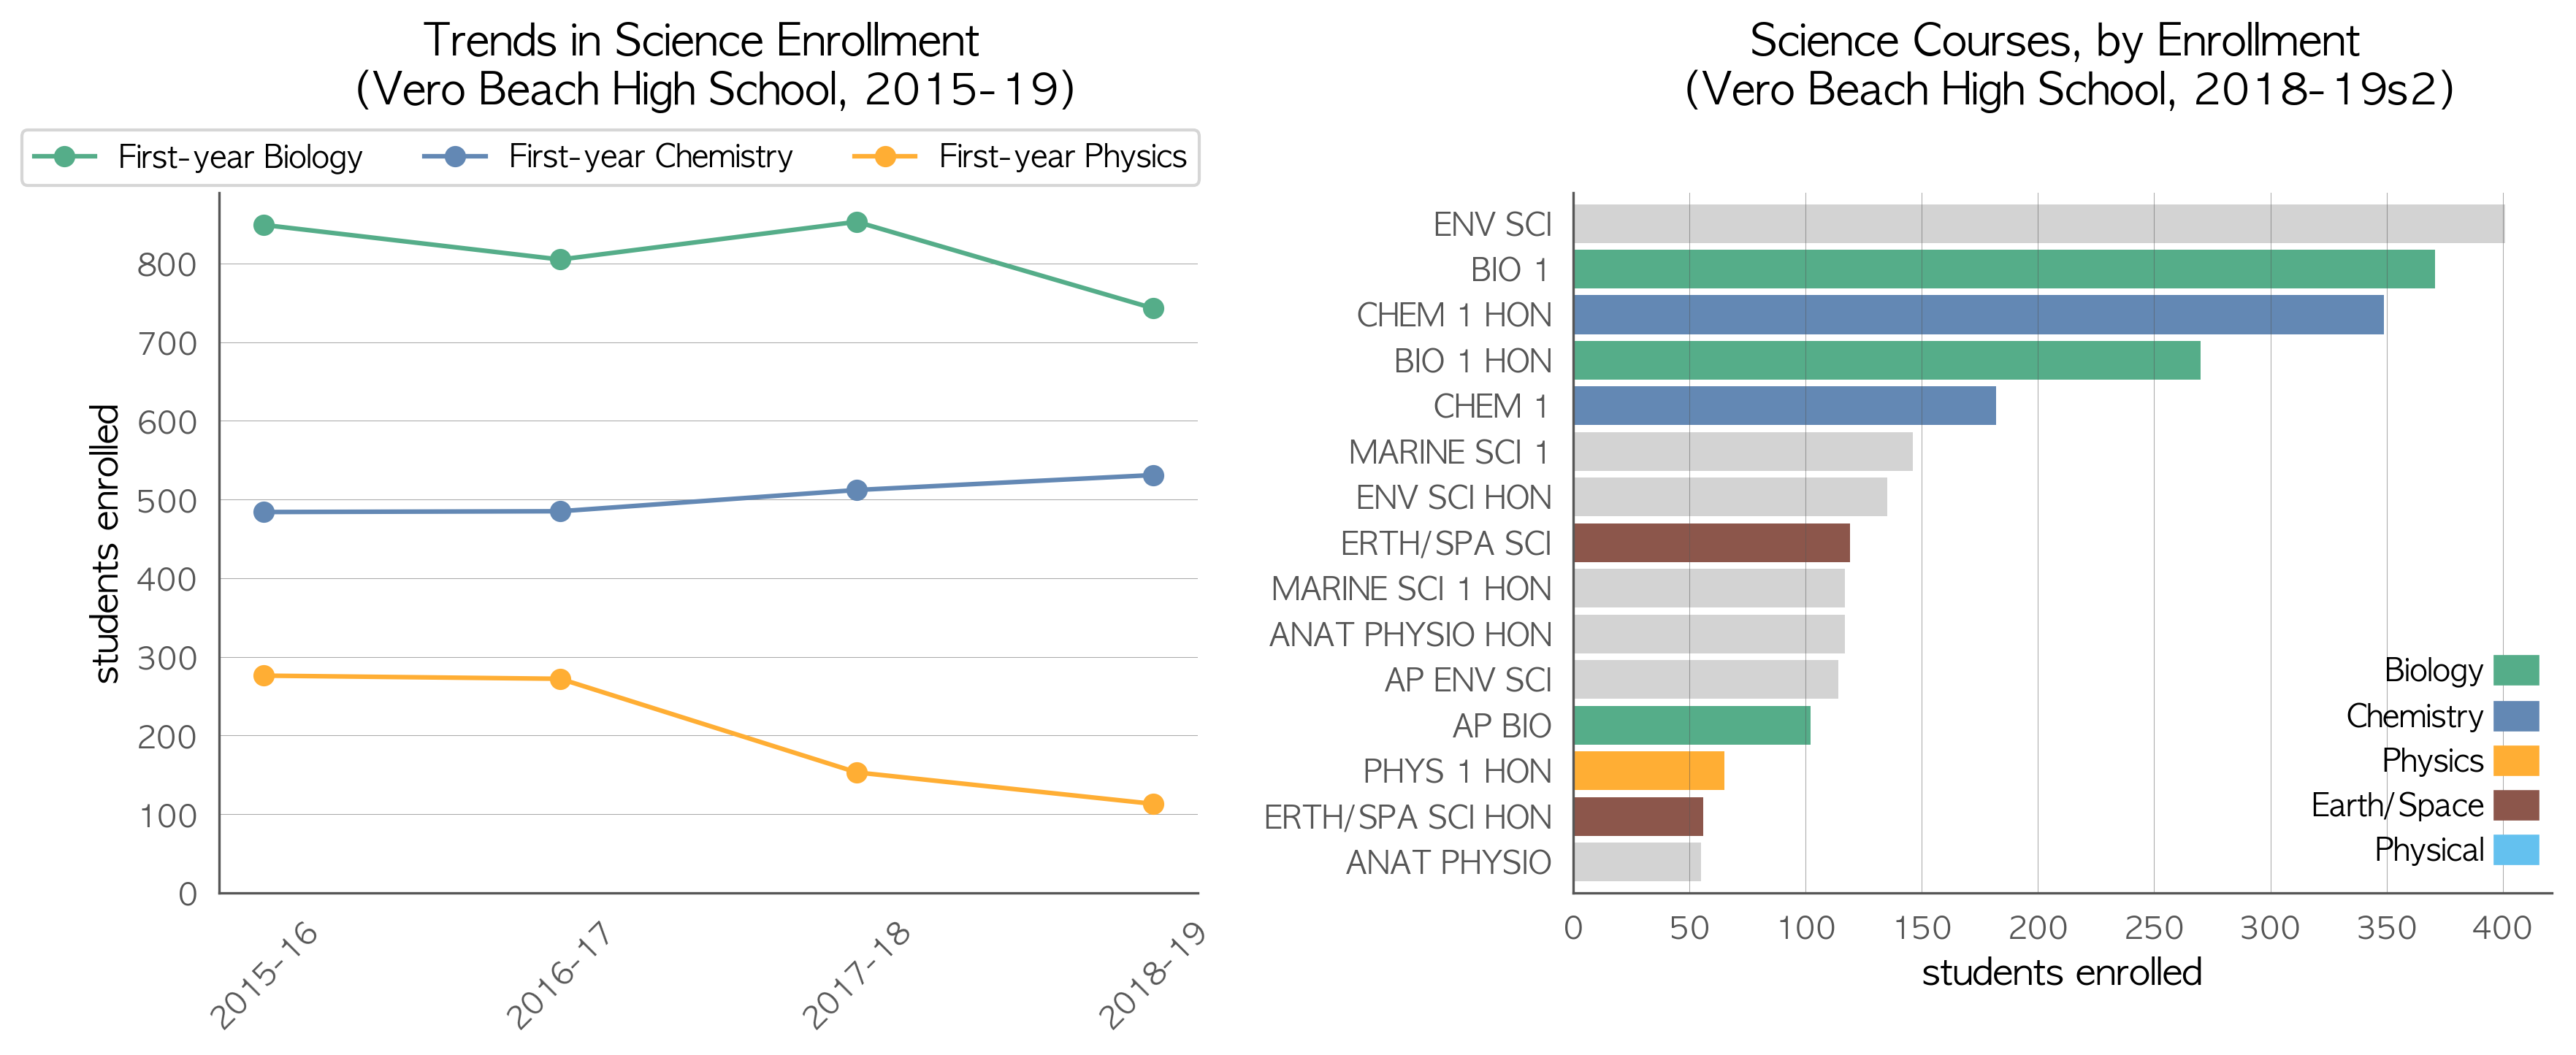 Trends in Science Enrollment
(Vero Beach High School, 2015-19)
First-year Biology
First-year Chemistry
First-year Physics
800
700
600
500
400
300
200
100
0
students enrolled
2015-16
2016-17
2017-18
2018-19
Science Courses, by Enrollment
(Vero Beach High School, 2018-19s2)
ENV SCI
BIO 1
CHEM 1 HON
BIO 1 HON
CHEM 1
MARINE SCI 1
ENV SCI HON
ERTH/SPA SCI
MARINE SCI 1 HON
ANAT PHYSIO HON
AP ENV SCI
AP BIO
PHYS 1 HON
ERTH/SPA SCI HON
ANAT PHYSIO
Biology
Chemistry
Physics
Earth/Space
Physical
0 50 100 150 200 250 300 350 400
students enrolled